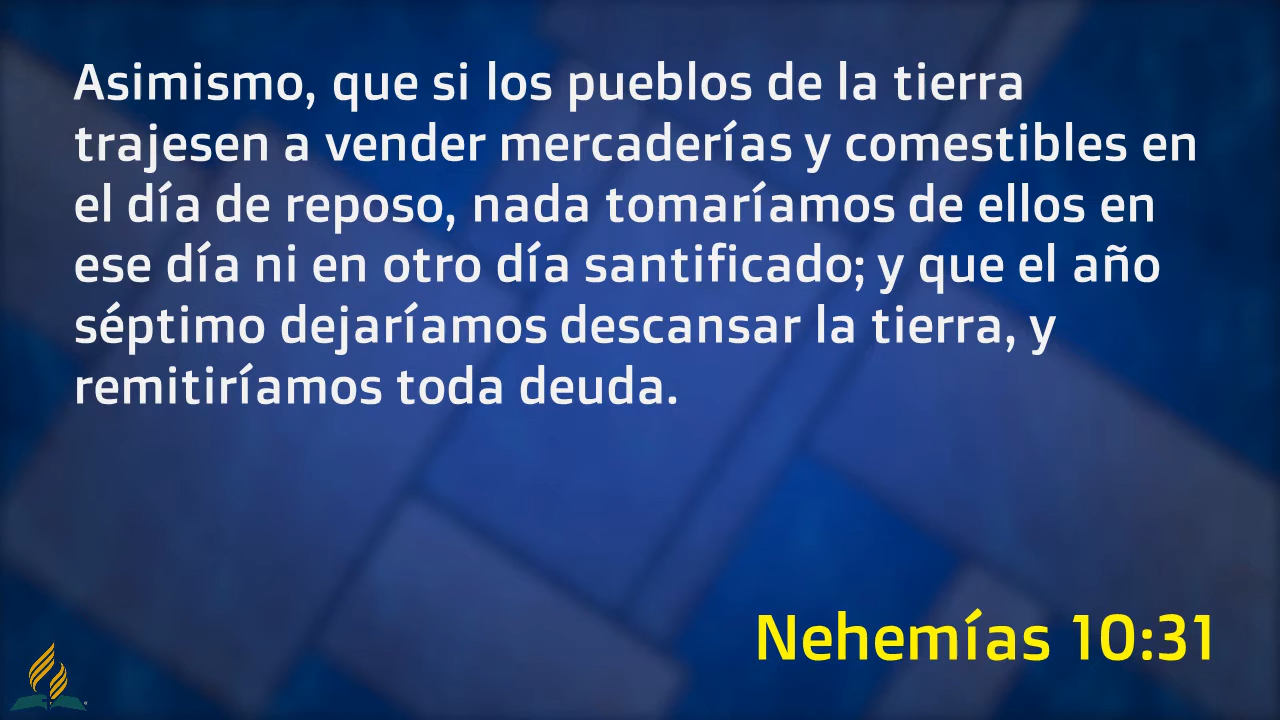 Asimismo, que si los pueblos de la tierra
trajesen a vender mercaderías y comestibles en
el día de reposo, nada tomaríamos de ellos en
ese día ni en otro día santificado; y que el año
séptimo dejaríamos descansar la tierra, y
remitiríamos toda deuda.
Nehemías 10:31